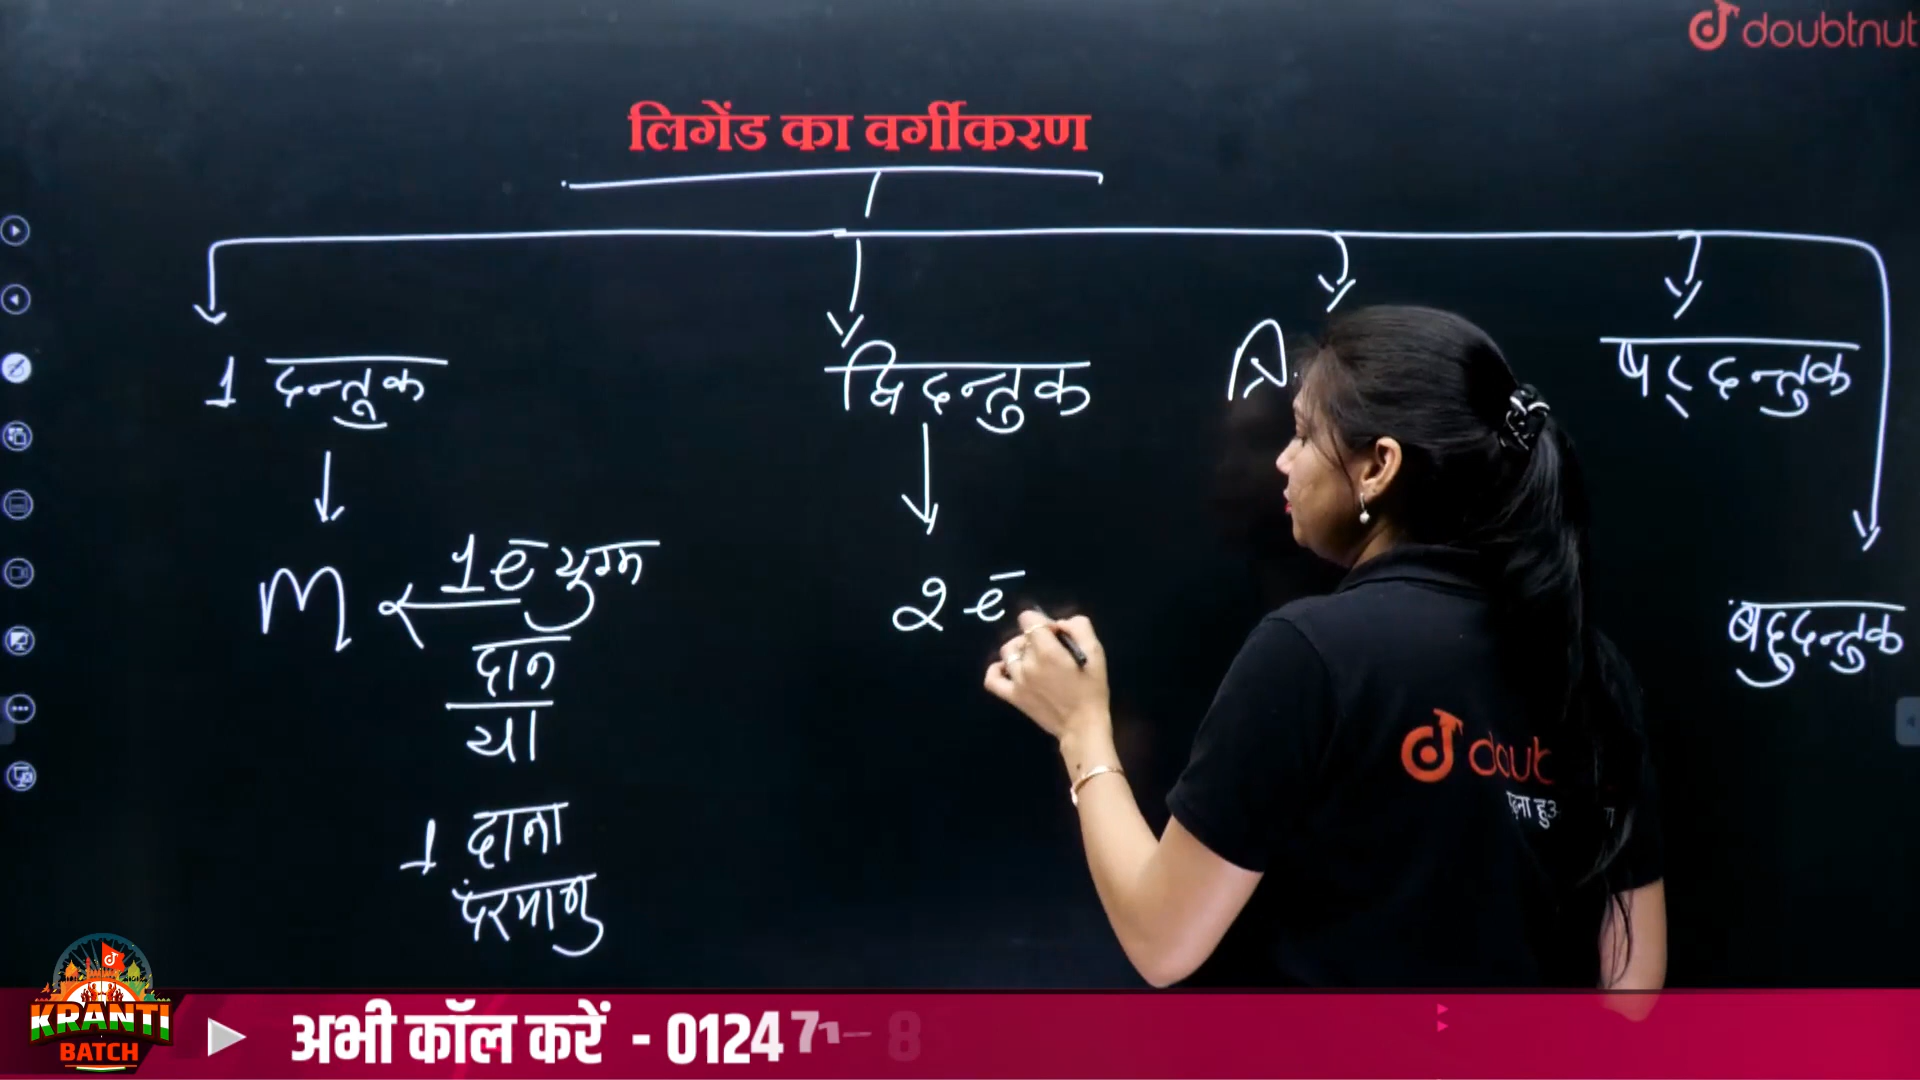 doubtnut
लिगेंड का वर्गीकरण
1 दन्तुक
द्विदन्तुक
त्रि
षट्दन्तुक
बहुदन्तुक
M ← 1e̅ युग्म
दान
या
1 दाता
परमाणु
2 e̅
doubt
KRANTI
BATCH
अभी कॉल करें - 01247